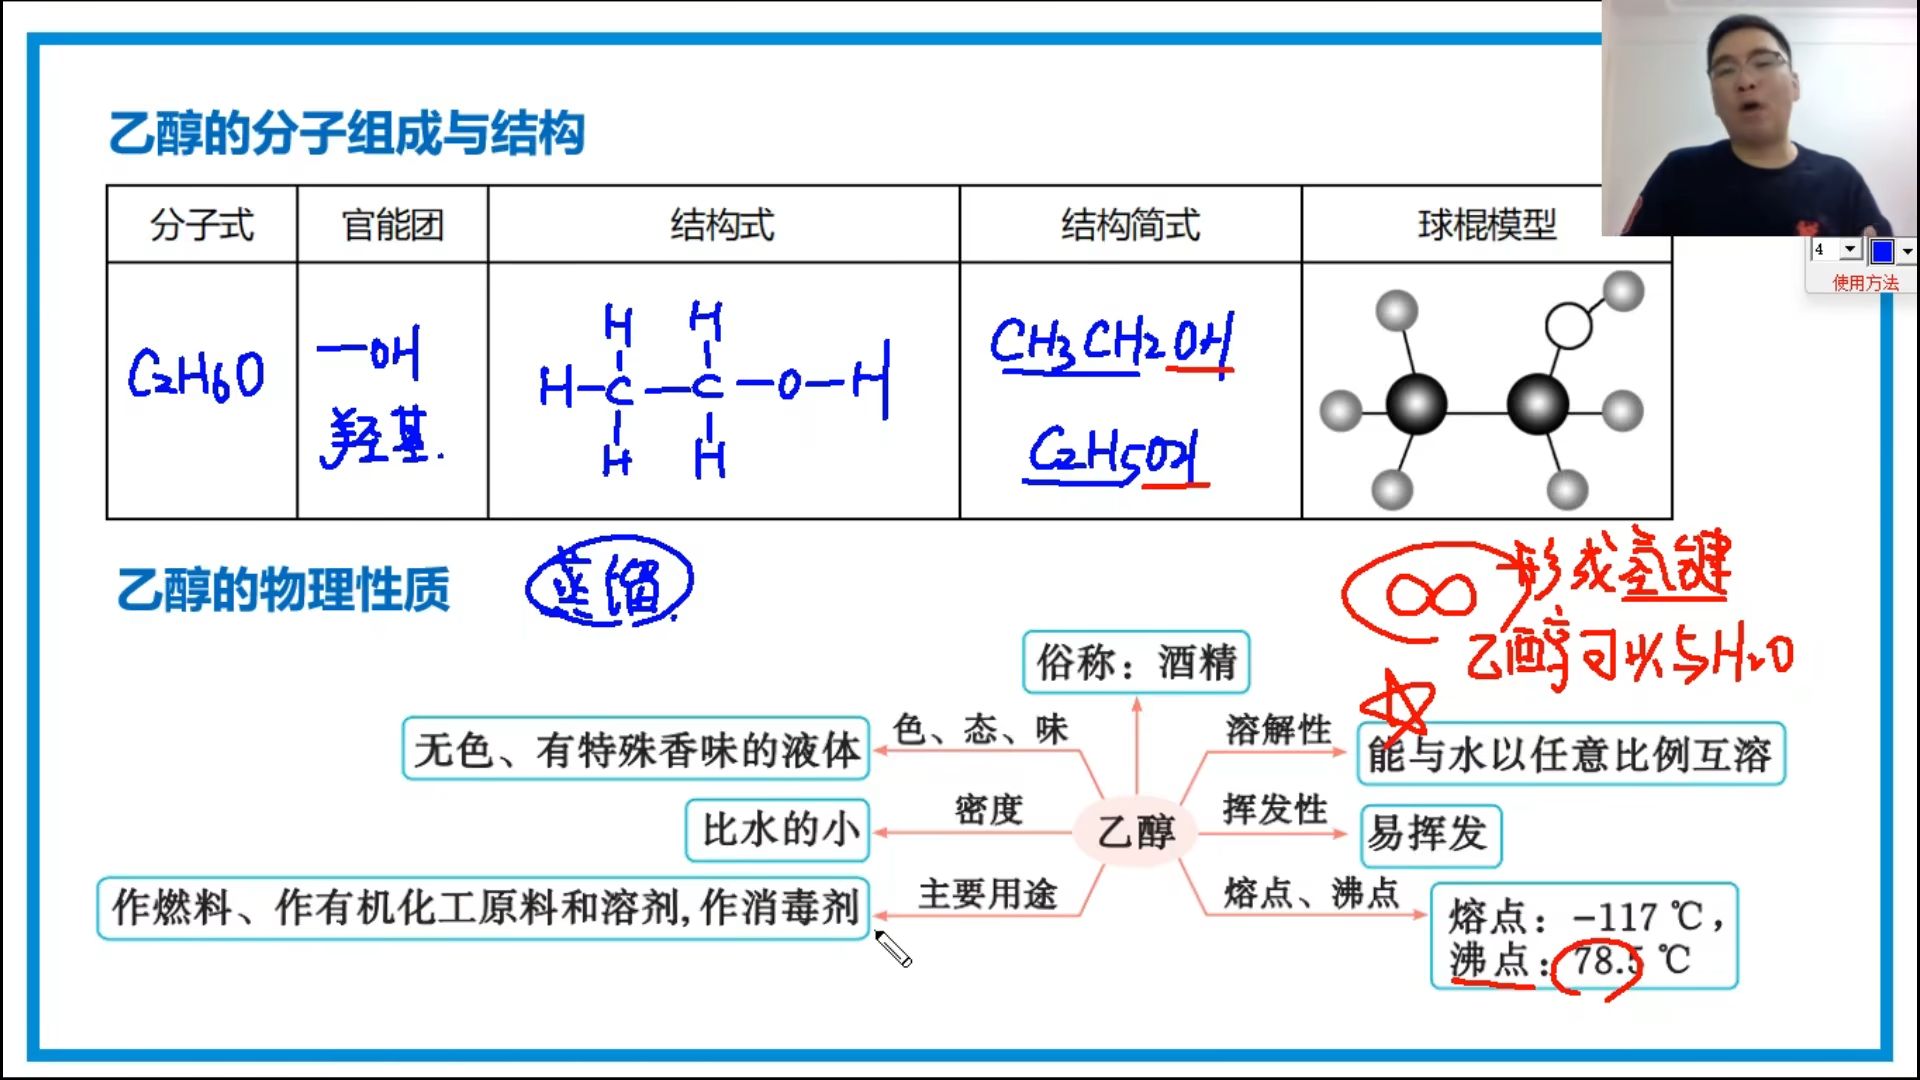 乙醇的分子组成与结构
分子式 官能团 结构式 结构简式 球棍模型
4
使用方法
C2H6O
—OH
羟基.
H H
H—C—C—O—H
H H
CH3CH2OH
C2H5OH
乙醇的物理性质
蒸馏.
∞
形成氢键
乙醇可以与H2O
俗称：酒精
色、态、味
无色、有特殊香味的液体
溶解性
能与水以任意比例互溶
密度
比水的小
乙醇
挥发性
易挥发
主要用途
作燃料、作有机化工原料和溶剂,作消毒剂
熔点、沸点
熔点：−117 ℃，
沸点：78.5 ℃